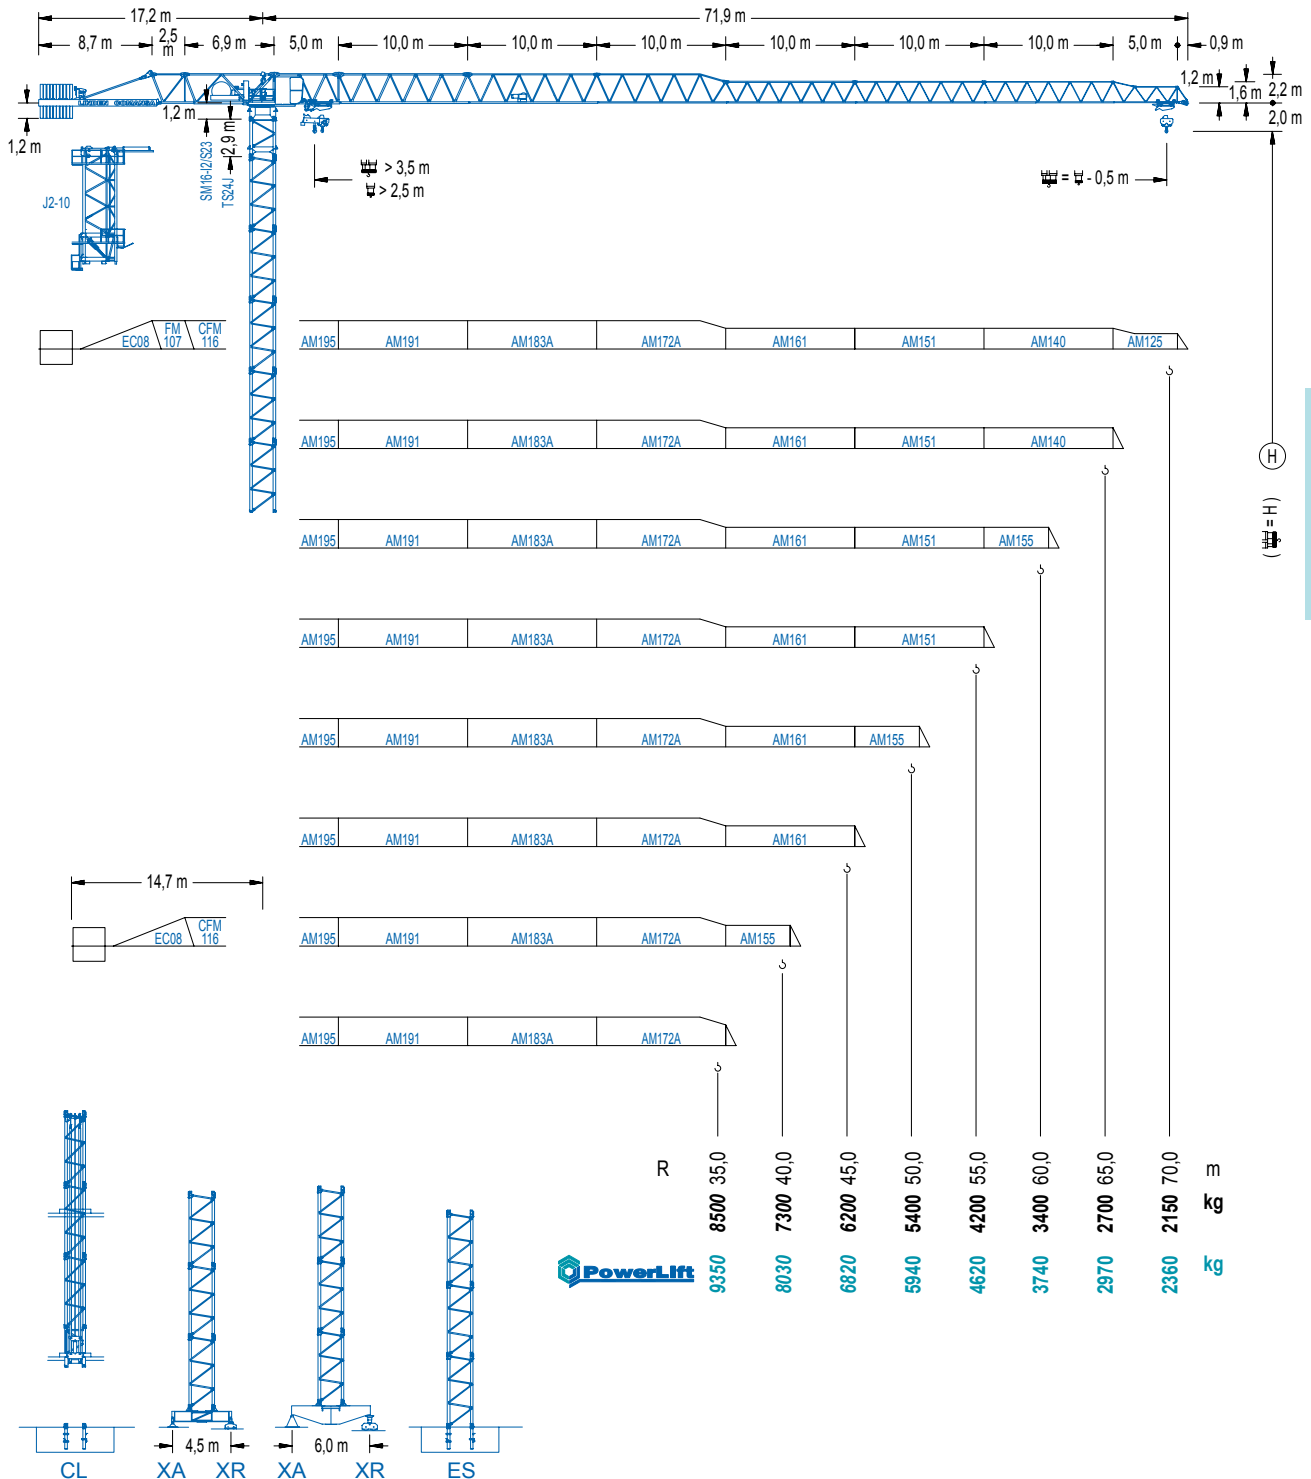 17,2 m
71,9 m
8,7 m
2,5 m
6,9 m
5,0 m
10,0 m
10,0 m
10,0 m
10,0 m
10,0 m
10,0 m
5,0 m
0,9 m
LINDEN COMANSA
1,2 m
1,6 m
2,2 m
2,0 m
1,2 m
1,2 m
2,9 m
SM16-I2/S23
TS24J
J2-10
> 3,5 m
> 2,5 m
= - 0,5 m
H
( = H )
EC08 FM 107 CFM 116 AM195 AM191 AM183A AM172A AM161 AM151 AM140 AM125
AM195 AM191 AM183A AM172A AM161 AM151 AM140
AM195 AM191 AM183A AM172A AM161 AM151 AM155
AM195 AM191 AM183A AM172A AM161 AM151
AM195 AM191 AM183A AM172A AM161 AM155
AM195 AM191 AM183A AM172A AM161
14,7 m
EC08 CFM 116 AM195 AM191 AM183A AM172A AM155
AM195 AM191 AM183A AM172A
R 35,0 40,0 45,0 50,0 55,0 60,0 65,0 70,0 m
8500 7300 6200 5400 4200 3400 2700 2150 kg
PowerLift 9350 8030 6820 5940 4620 3740 2970 2360 kg
4,5 m
6,0 m
CL XA XR XA XR ES